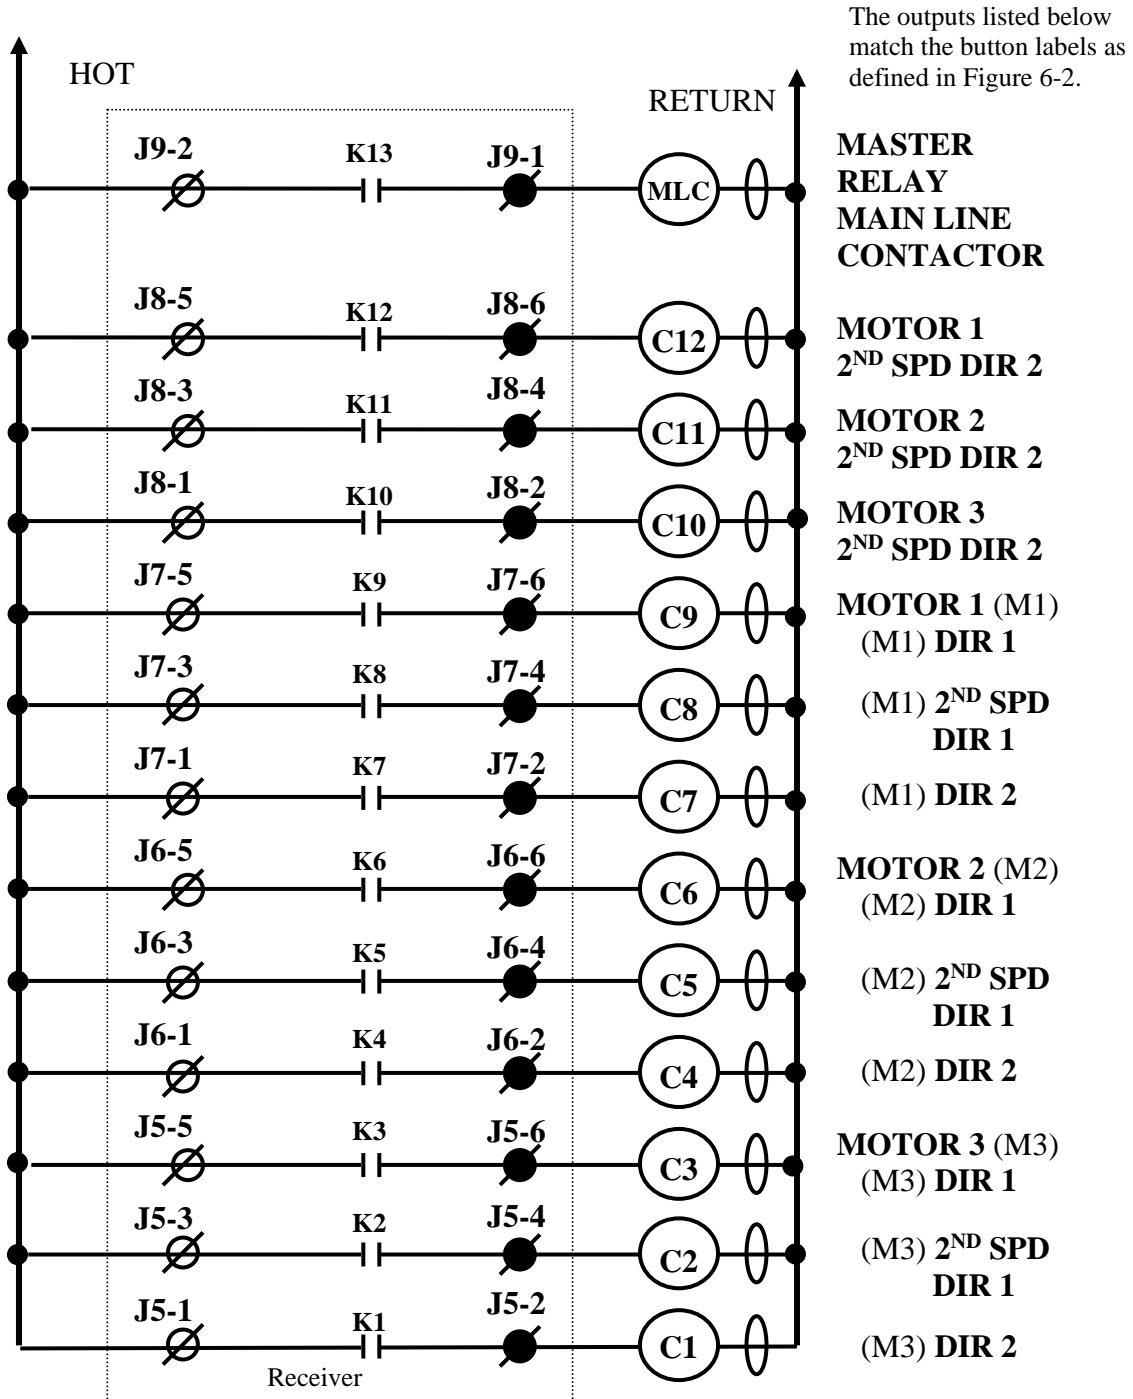 The outputs listed below
match the button labels as
defined in Figure 6-2.
HOT
RETURN
J9-2 K13 J9-1 MLC MASTER
RELAY
MAIN LINE
CONTACTOR
J8-5 K12 J8-6 C12 MOTOR 1
2ND SPD DIR 2
J8-3 K11 J8-4 C11 MOTOR 2
2ND SPD DIR 2
J8-1 K10 J8-2 C10 MOTOR 3
2ND SPD DIR 2
J7-5 K9 J7-6 C9 MOTOR 1 (M1)
(M1) DIR 1
J7-3 K8 J7-4 C8 (M1) 2ND SPD
DIR 1
J7-1 K7 J7-2 C7 (M1) DIR 2
J6-5 K6 J6-6 C6 MOTOR 2 (M2)
(M2) DIR 1
J6-3 K5 J6-4 C5 (M2) 2ND SPD
DIR 1
J6-1 K4 J6-2 C4 (M2) DIR 2
J5-5 K3 J5-6 C3 MOTOR 3 (M3)
(M3) DIR 1
J5-3 K2 J5-4 C2 (M3) 2ND SPD
DIR 1
J5-1 K1 J5-2 C1 (M3) DIR 2
Receiver